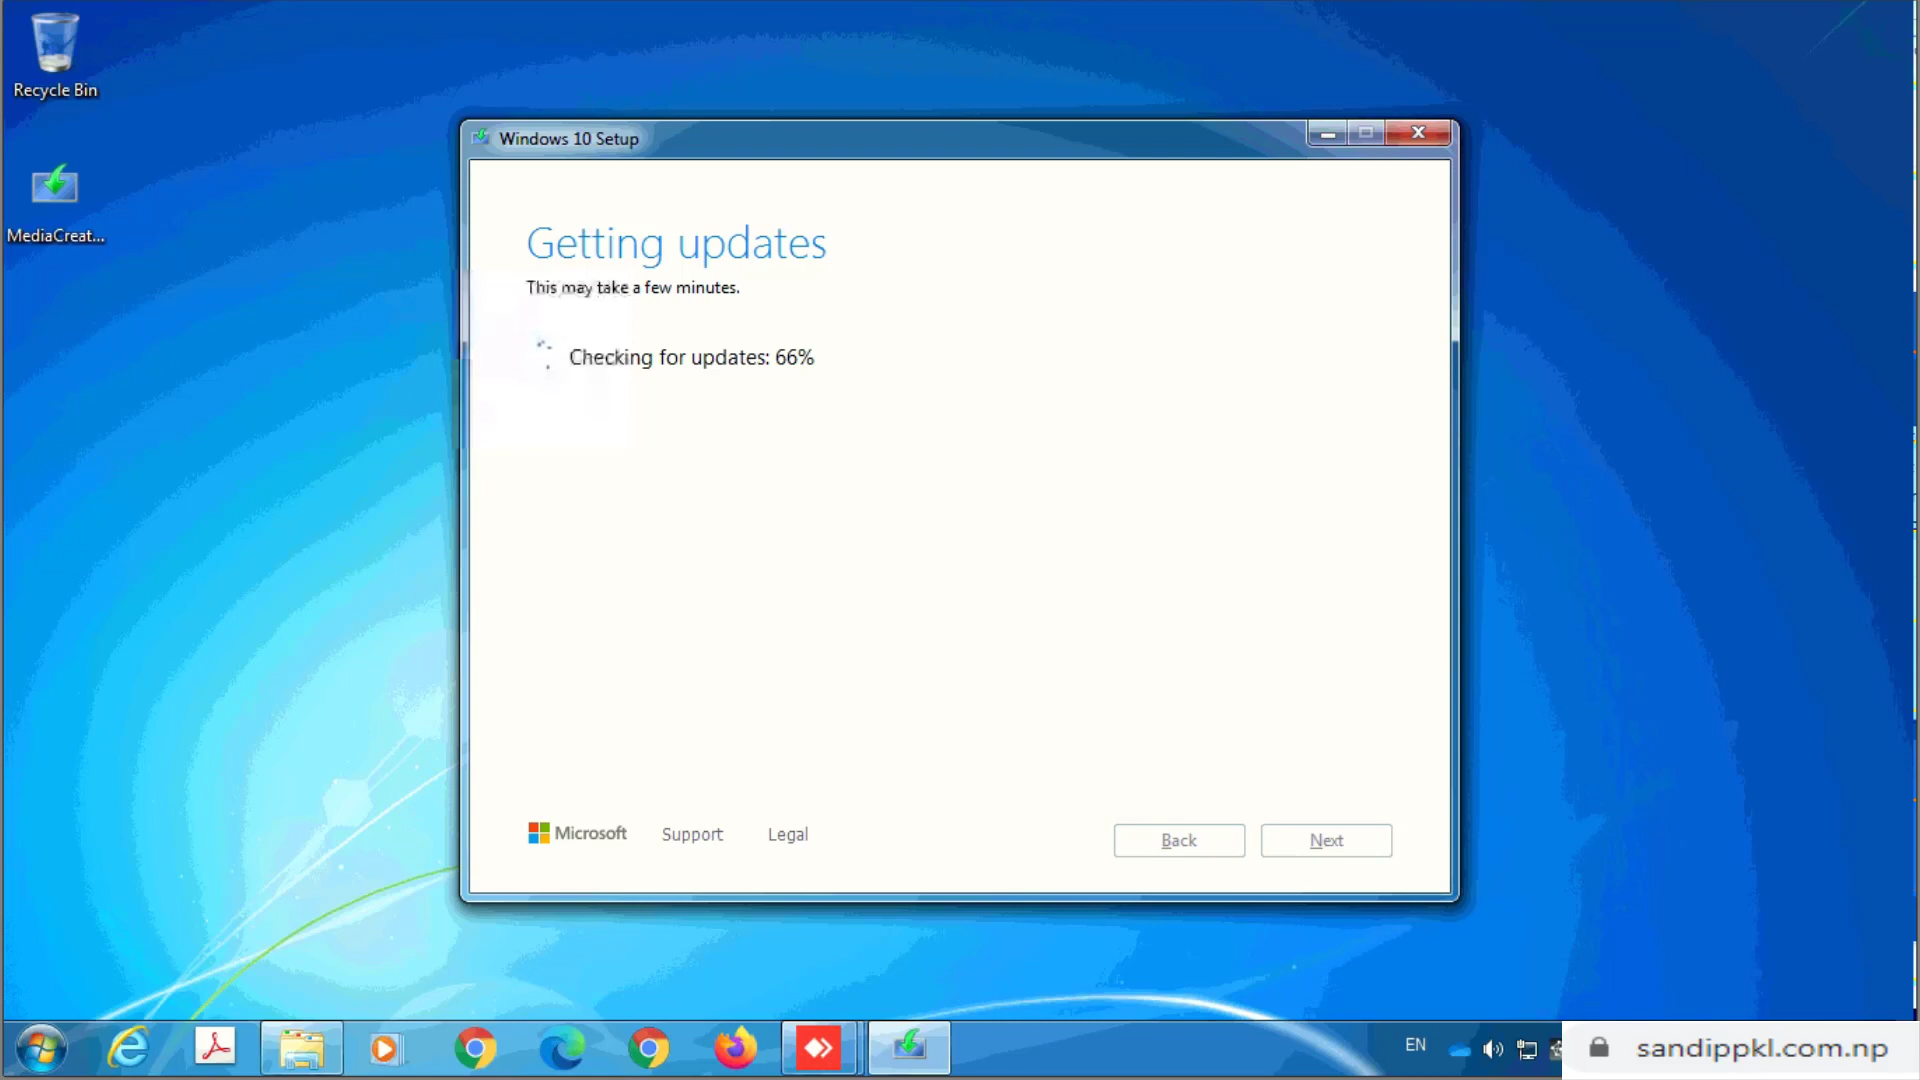 Recycle Bin
MediaCreat...
Windows 10 Setup
Getting updates
This may take a few minutes.
Checking for updates: 66%
Microsoft
Support
Legal
Back
Next
EN
sandippkl.com.np